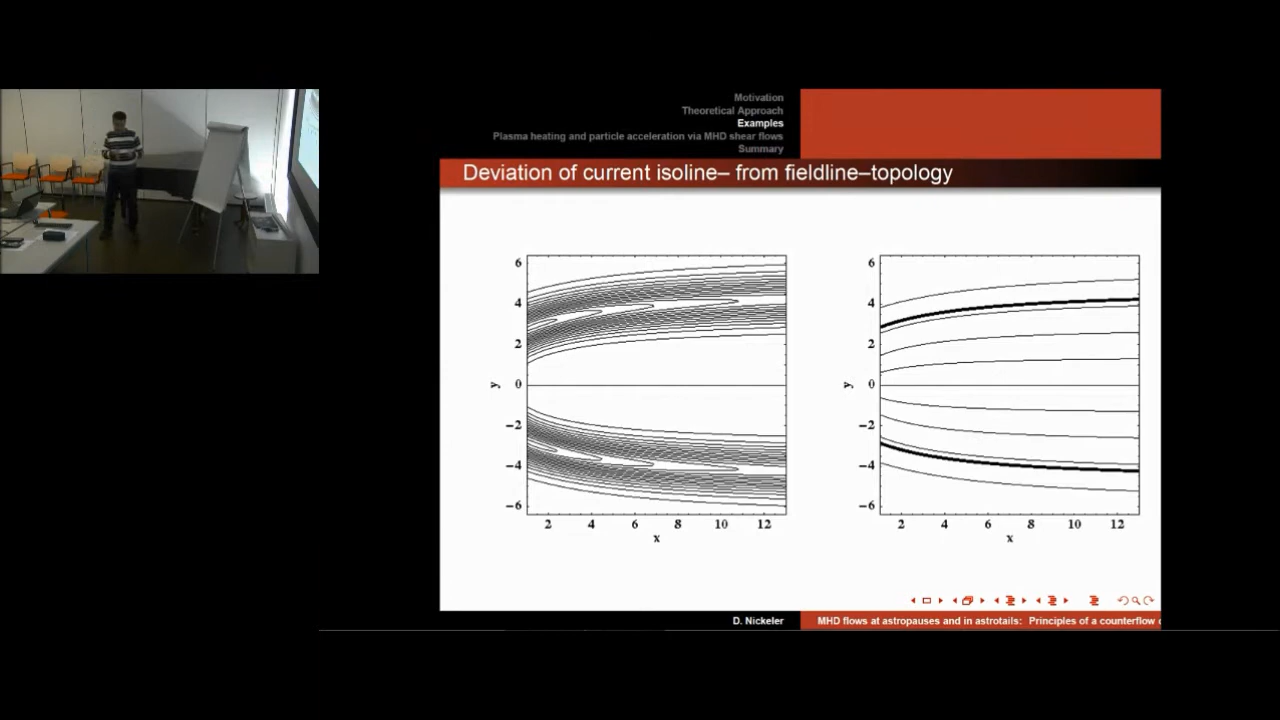 Motivation
Theoretical Approach
Examples
Plasma heating and particle acceleration via MHD shear flows
Summary
Deviation of current isoline– from fieldline–topology
6
4
2
y 0
−2
−4
−6
2 4 6 8 10 12
x
6
4
2
y 0
−2
−4
−6
2 4 6 8 10 12
x
D. Nickeler
MHD flows at astropauses and in astrotails: Principles of a counterflow